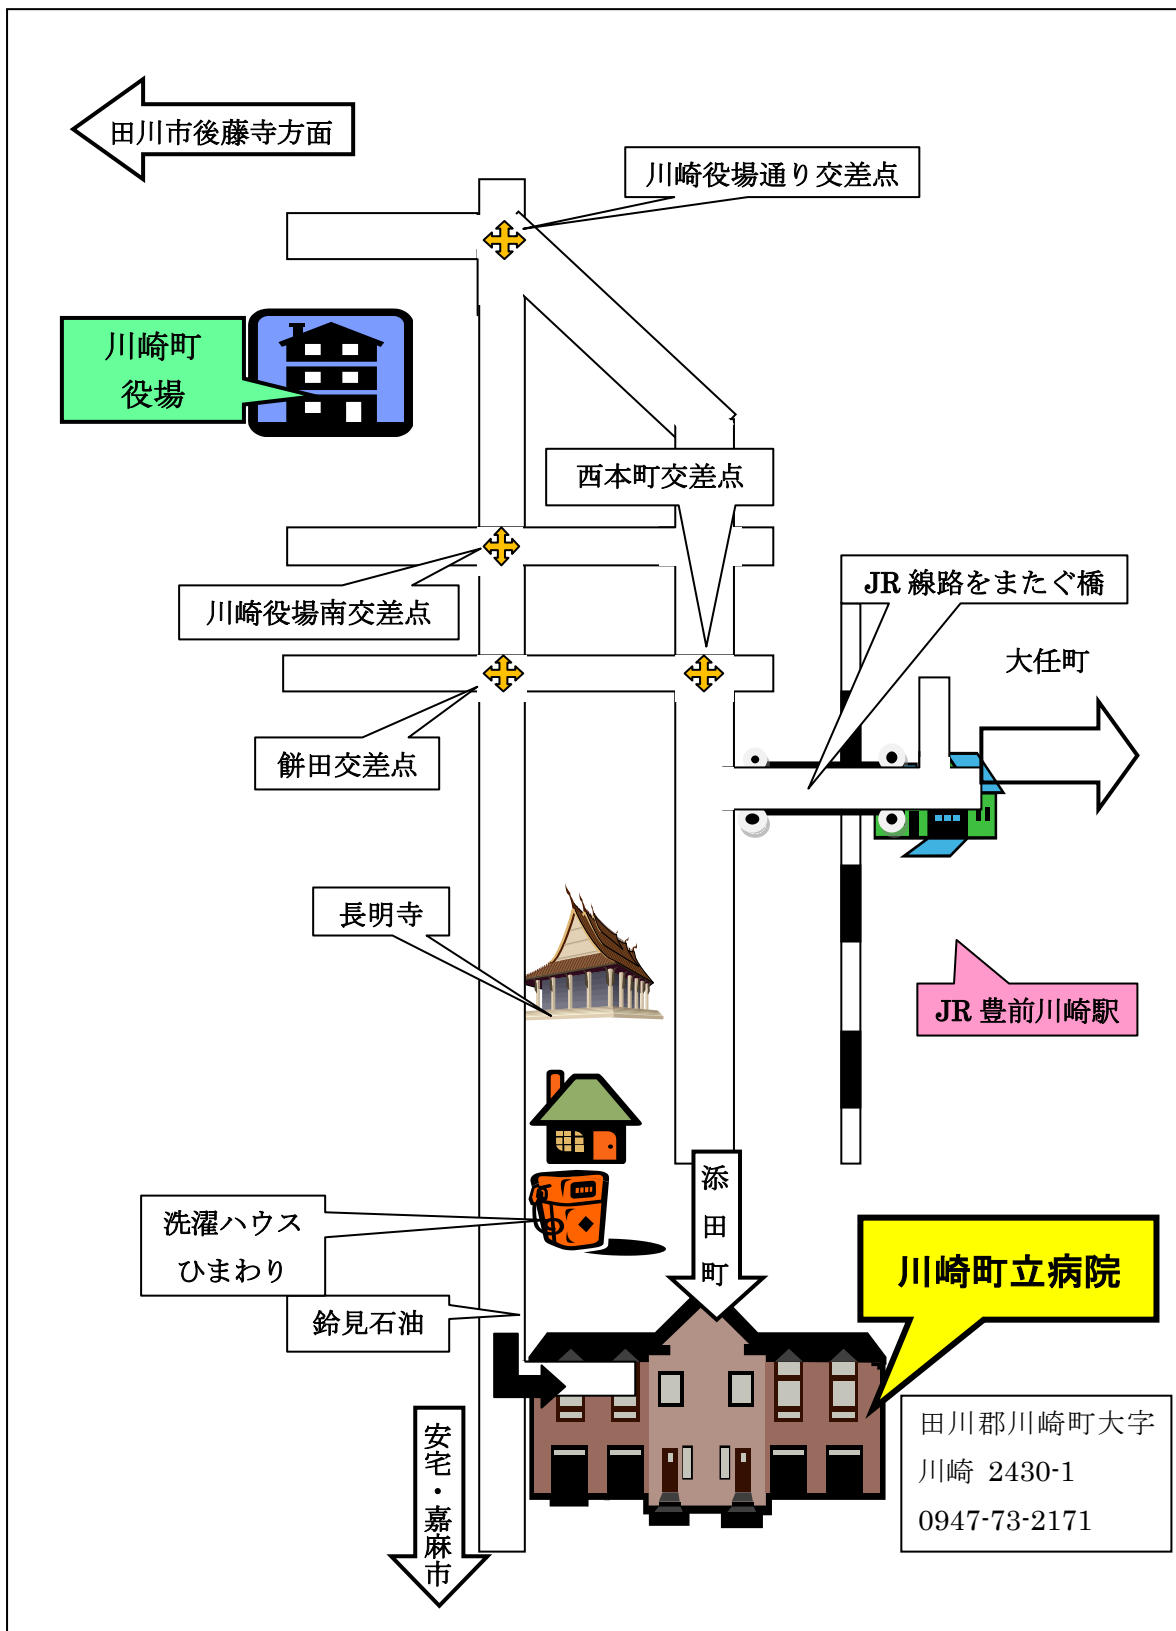 田川市後藤寺方面
川崎役場通り交差点
川崎町
役場
西本町交差点
JR 線路をまたぐ橋
川崎役場南交差点
大任町
餅田交差点
長明寺
JR 豊前川崎駅
添田町
洗濯ハウス
ひまわり
川崎町立病院
鈴見石油
田川郡川崎町大字
川崎 2430-1
0947-73-2171
安宅・嘉麻市